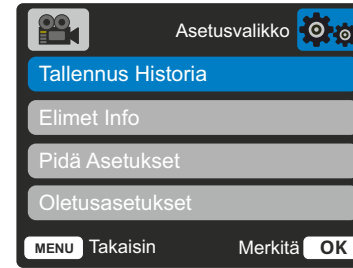 Asetusvalikko
Tallennus Historia
Elimet Info
Pidä Asetukset
Oletusasetukset
MENU Takaisin Merkitä OK